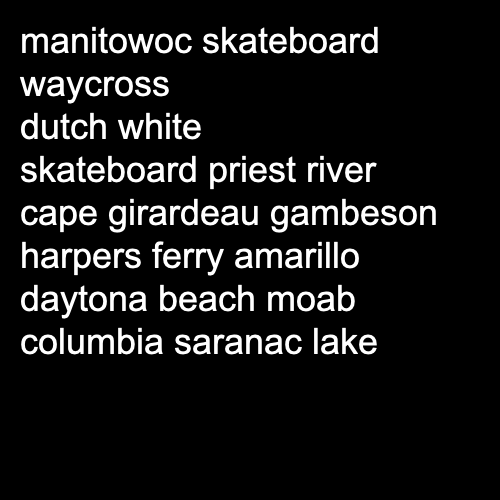 manitowoc skateboard
waycross
dutch white
skateboard priest river
cape girardeau gambeson
harpers ferry amarillo
daytona beach moab
columbia saranac lake